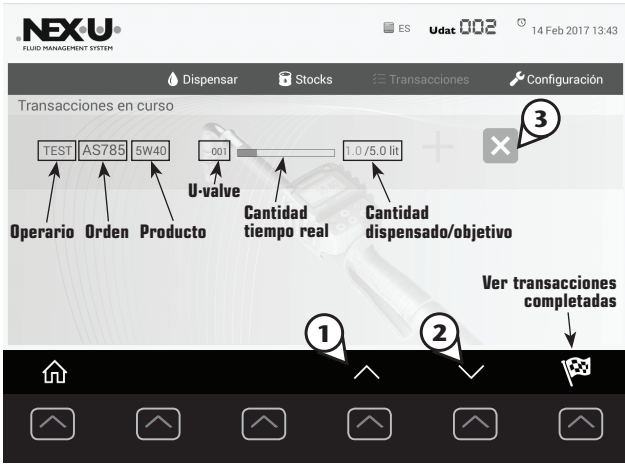 NEX·U·
FLUID MANAGEMENT SYSTEM
ES Udat 002 14 Feb 2017 13:43
Dispensar Stocks Transacciones Configuración
Transacciones en curso
3
TEST AS785 5W40 ~001 1.0 /5.0 lit
U-valve
Operario Orden Producto
Cantidad
tiempo real
Cantidad
dispensado/objetivo
Ver transacciones
completadas
1 2